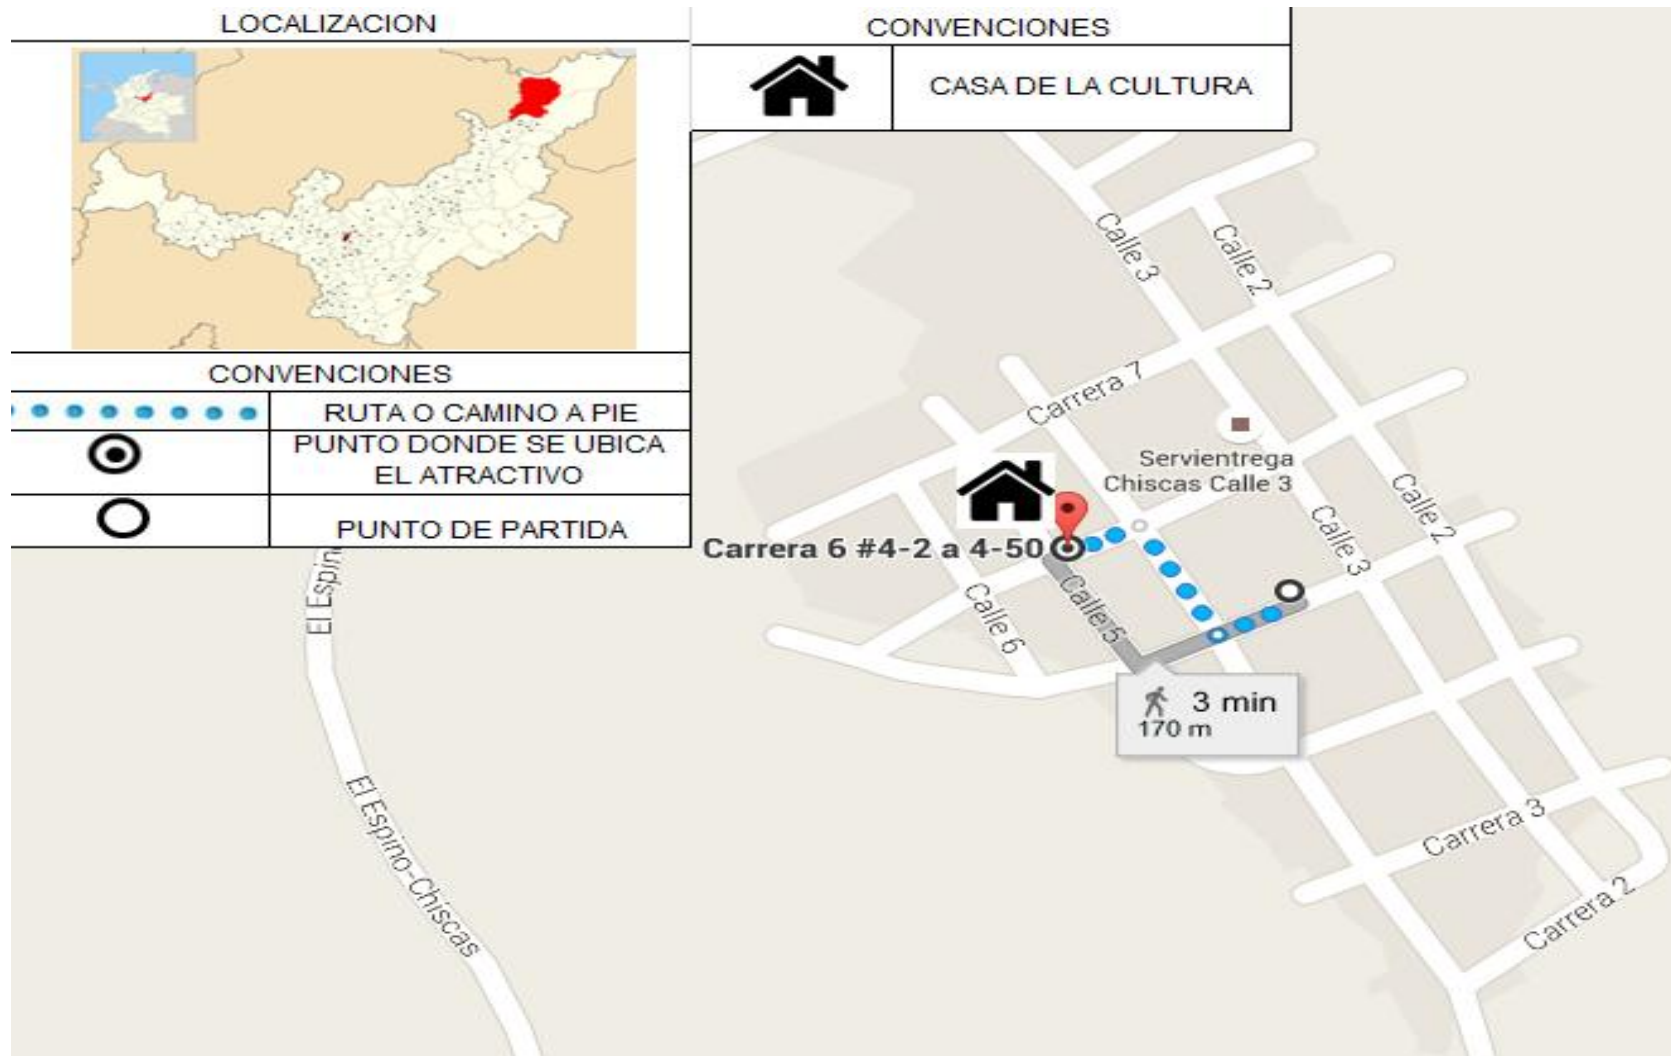 LOCALIZACION
CONVENCIONES
CASA DE LA CULTURA
CONVENCIONES
RUTA O CAMINO A PIE
PUNTO DONDE SE UBICA
EL ATRACTIVO
PUNTO DE PARTIDA
Calle 3
Calle 2
Carrera 7
Servientrega
Chiscas Calle 3
Calle 2
Calle 3
Carrera 6 #4-2 a 4-50
Calle 5
Calle 6
3 min
170 m
El Espin
El Espino-Chiscas
Carrera 3
Carrera 2